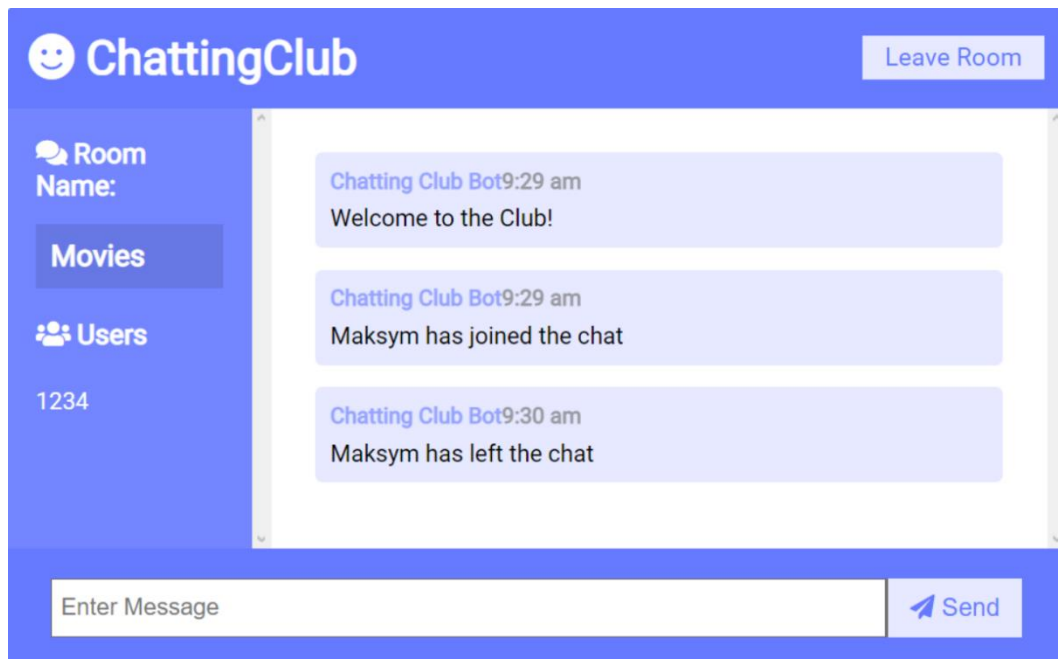 ChattingClub
Leave Room
Room
Name:
Movies
Users
1234
Chatting Club Bot9:29 am
Welcome to the Club!
Chatting Club Bot9:29 am
Maksym has joined the chat
Chatting Club Bot9:30 am
Maksym has left the chat
Enter Message
Send